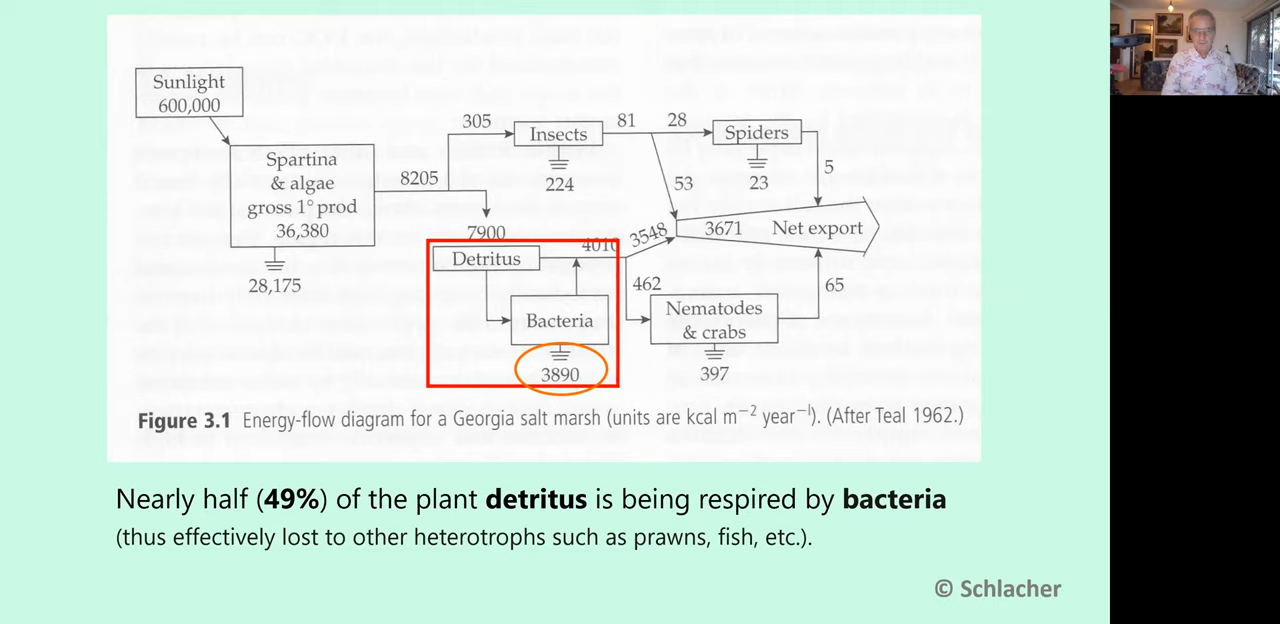 Sunlight
600,000
Spartina
& algae
gross 1° prod
36,380
28,175
8205
305
Insects
224
81
28
Spiders
23
5
53
7900
Detritus
4010
3548
3671 Net export
Bacteria
3890
462
Nematodes
& crabs
397
65
Figure 3.1 Energy-flow diagram for a Georgia salt marsh (units are kcal m⁻² year⁻¹). (After Teal 1962.)
Nearly half (49%) of the plant detritus is being respired by bacteria
(thus effectively lost to other heterotrophs such as prawns, fish, etc.).
© Schlacher